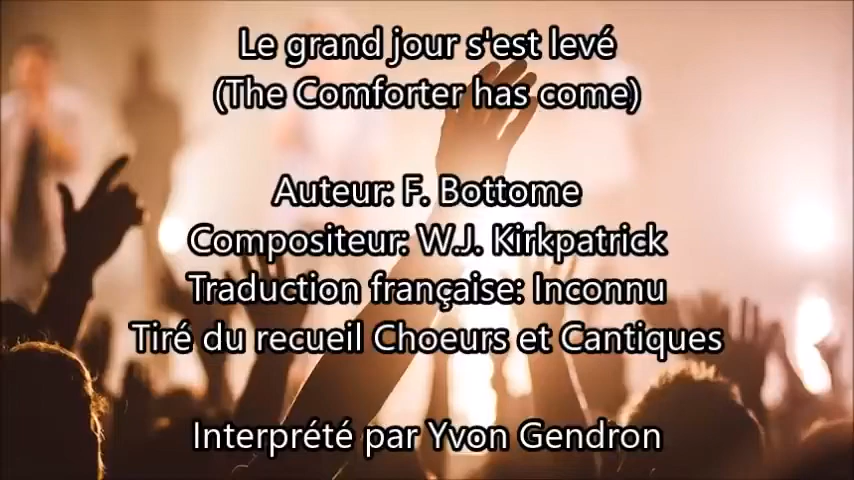 Le grand jour s'est levé
(The Comforter has come)
Auteur: F. Bottome
Compositeur: W.J. Kirkpatrick
Traduction française: Inconnu
Tiré du recueil Choeurs et Cantiques
Interprété par Yvon Gendron